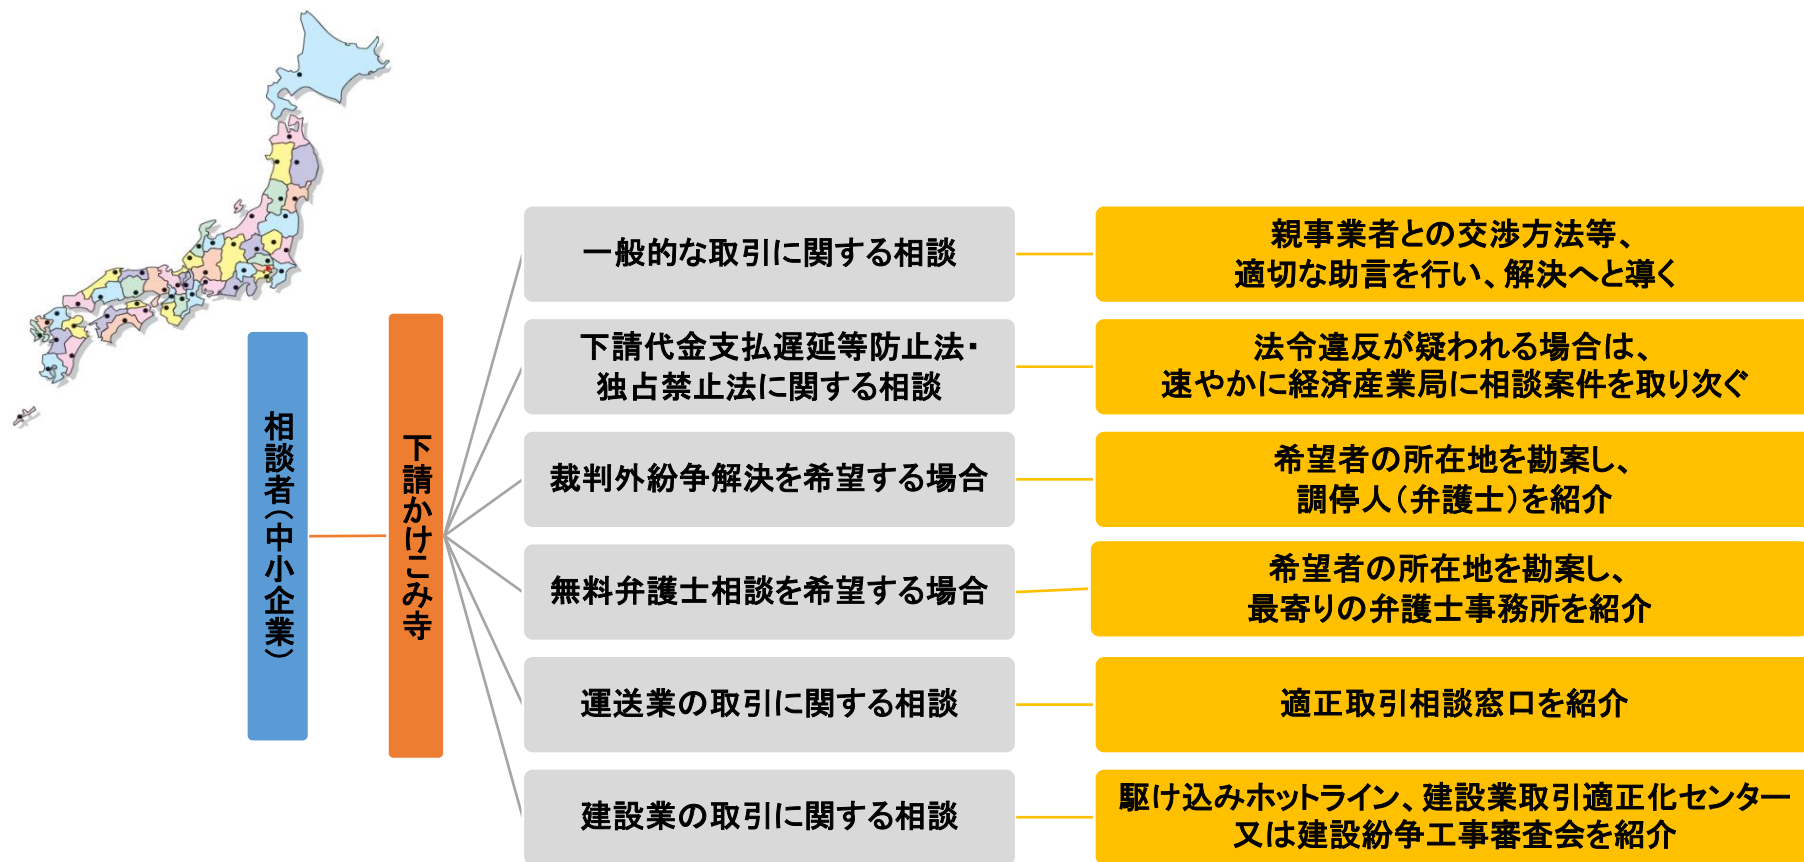 相談者（中小企業）
下請かけこみ寺
一般的な取引に関する相談
親事業者との交渉方法等、
適切な助言を行い、解決へと導く
下請代金支払遅延等防止法・
独占禁止法に関する相談
法令違反が疑われる場合は、
速やかに経済産業局に相談案件を取り次ぐ
裁判外紛争解決を希望する場合
希望者の所在地を勘案し、
調停人（弁護士）を紹介
無料弁護士相談を希望する場合
希望者の所在地を勘案し、
最寄りの弁護士事務所を紹介
運送業の取引に関する相談
適正取引相談窓口を紹介
建設業の取引に関する相談
駆け込みホットライン、建設業取引適正化センター
又は建設紛争工事審査会を紹介